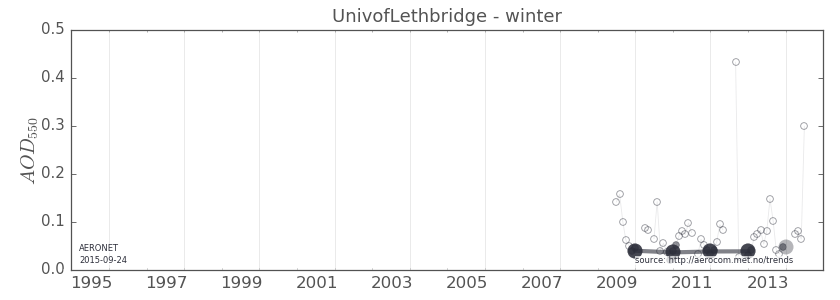 UnivofLethbridge - winter
0.5
0.4
0.3
0.2
0.1
0.0
AOD550
AERONET
2015-09-24
source: http://aerocom.met.no/trends
1995 1997 1999 2001 2003 2005 2007 2009 2011 2013